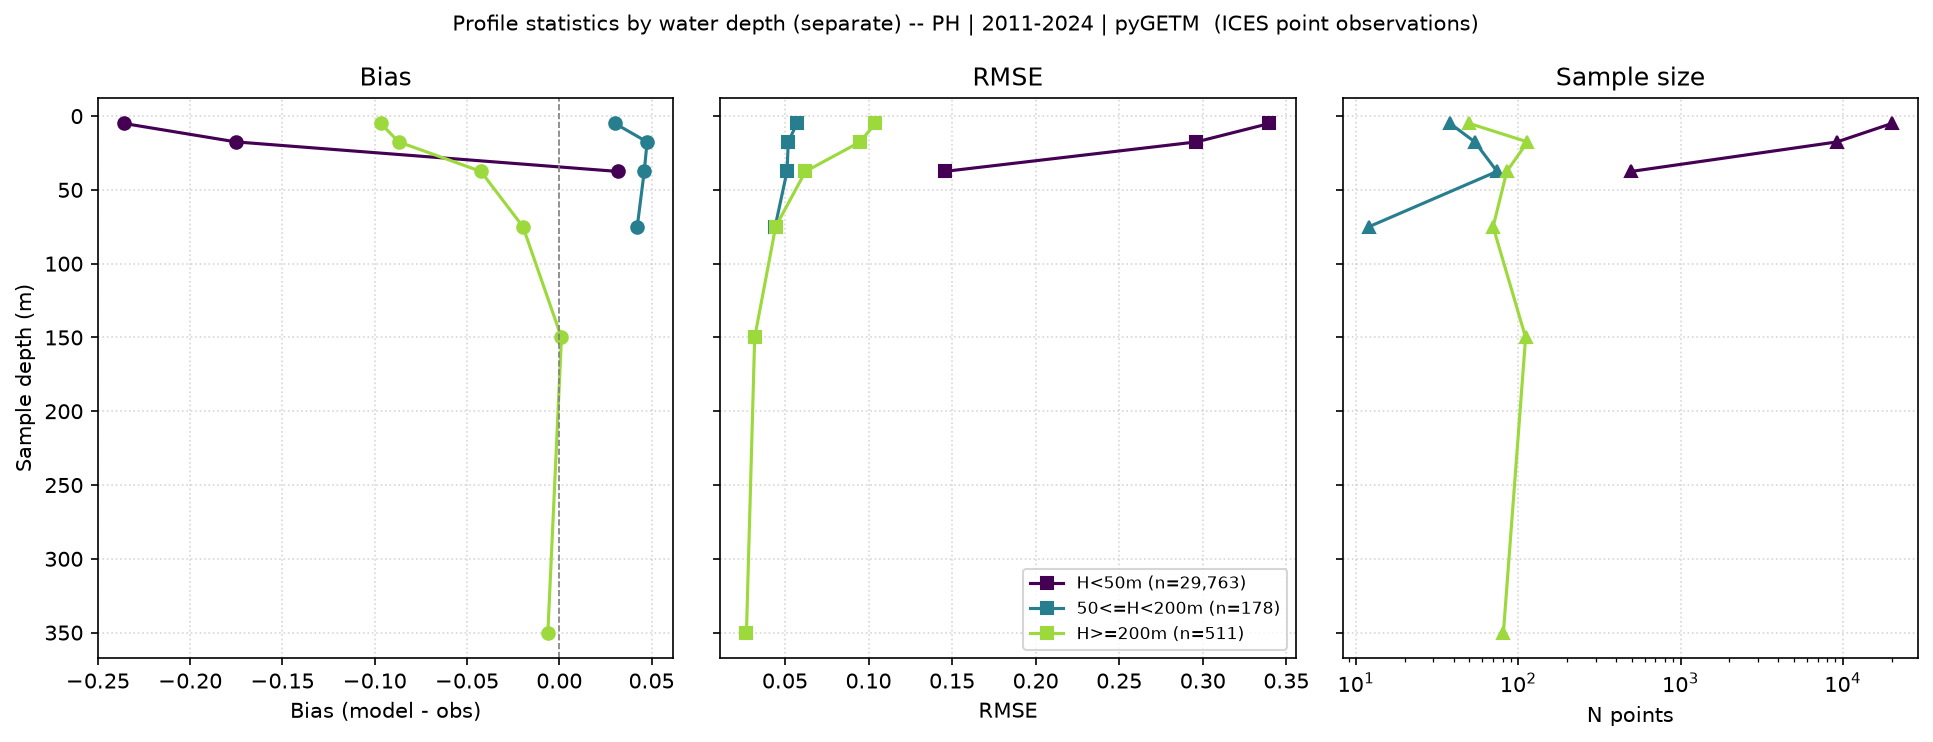 Profile statistics by water depth (separate) -- PH | 2011-2024 | pyGETM  (ICES point observations)
Bias
RMSE
Sample size
Sample depth (m)
0
50
100
150
200
250
300
350
−0.25
−0.20
−0.15
−0.10
−0.05
0.00
0.05
Bias (model - obs)
H<50m (n=29,763)
50<=H<200m (n=178)
H>=200m (n=511)
0.05
0.10
0.15
0.20
0.25
0.30
0.35
RMSE
10¹
10²
10³
10⁴
N points